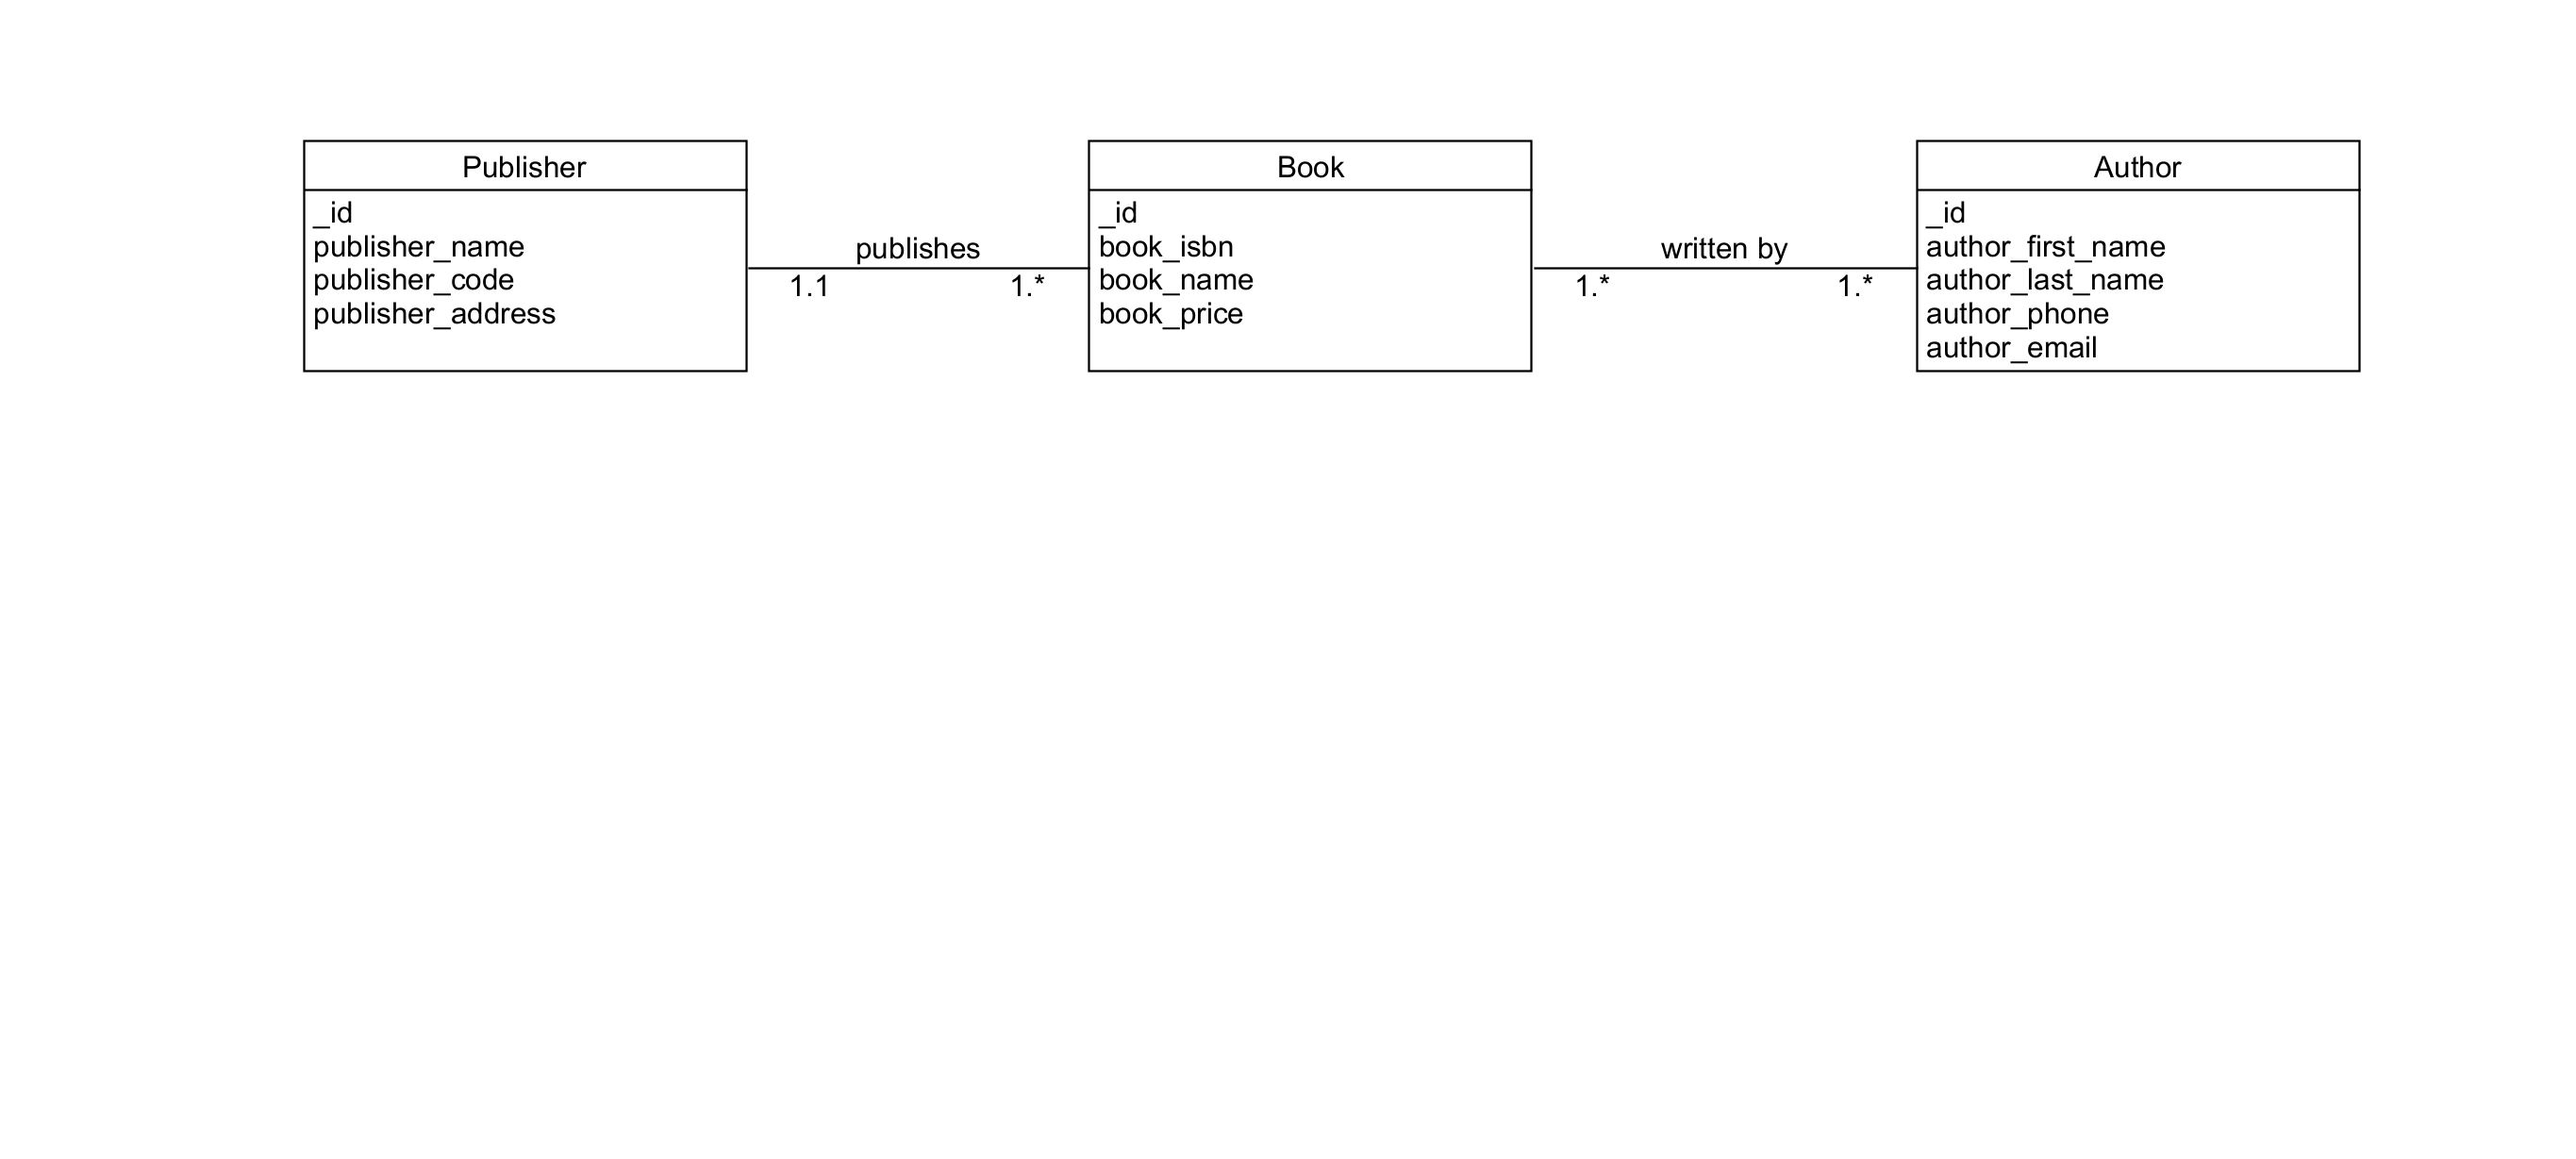 Publisher
_id
publisher_name
publisher_code
publisher_address
publishes
1.1
1.*
Book
_id
book_isbn
book_name
book_price
written by
1.*
1.*
Author
_id
author_first_name
author_last_name
author_phone
author_email